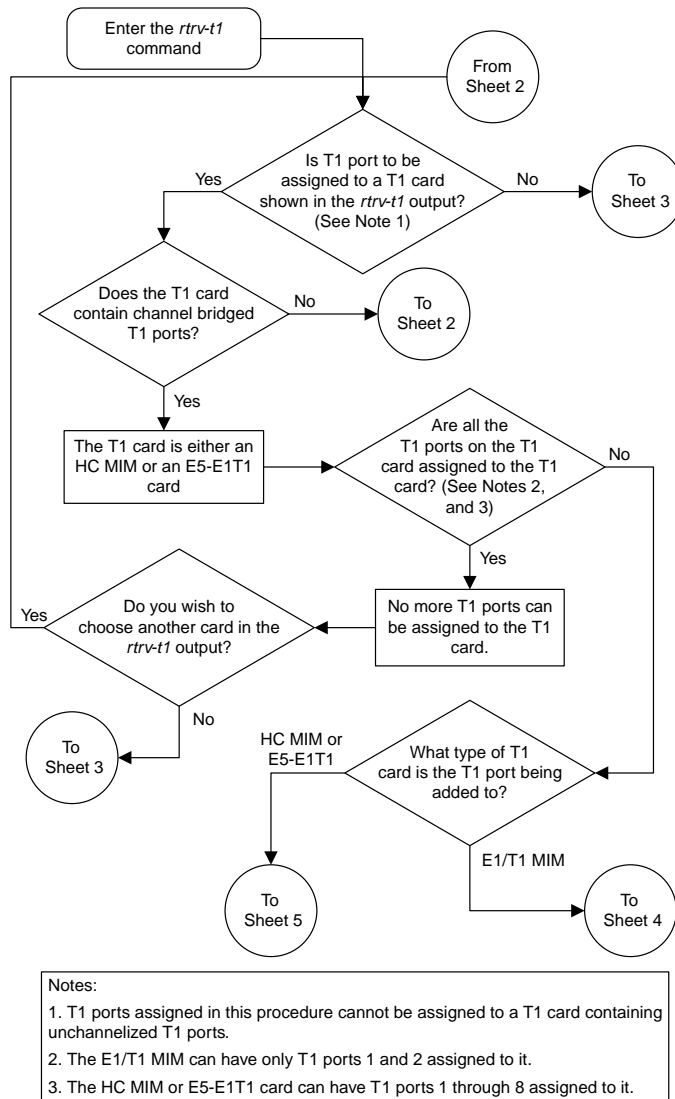 Enter the rtrv-t1
command
From
Sheet 2
Is T1 port to be
assigned to a T1 card
shown in the rtrv-t1 output?
(See Note 1)
Yes
No
To
Sheet 3
Does the T1 card
contain channel bridged
T1 ports?
No
To
Sheet 2
Yes
The T1 card is either an
HC MIM or an E5-E1T1
card
Are all the
T1 ports on the T1
card assigned to the T1
card? (See Notes 2,
and 3)
No
Yes
No more T1 ports can
be assigned to the T1
card.
Do you wish to
choose another card in the
rtrv-t1 output?
Yes
No
To
Sheet 3
What type of T1
card is the T1 port being
added to?
HC MIM or
E5-E1T1
E1/T1 MIM
To
Sheet 5
To
Sheet 4
Notes:
1. T1 ports assigned in this procedure cannot be assigned to a T1 card containing
unchannelized T1 ports.
2. The E1/T1 MIM can have only T1 ports 1 and 2 assigned to it.
3. The HC MIM or E5-E1T1 card can have T1 ports 1 through 8 assigned to it.